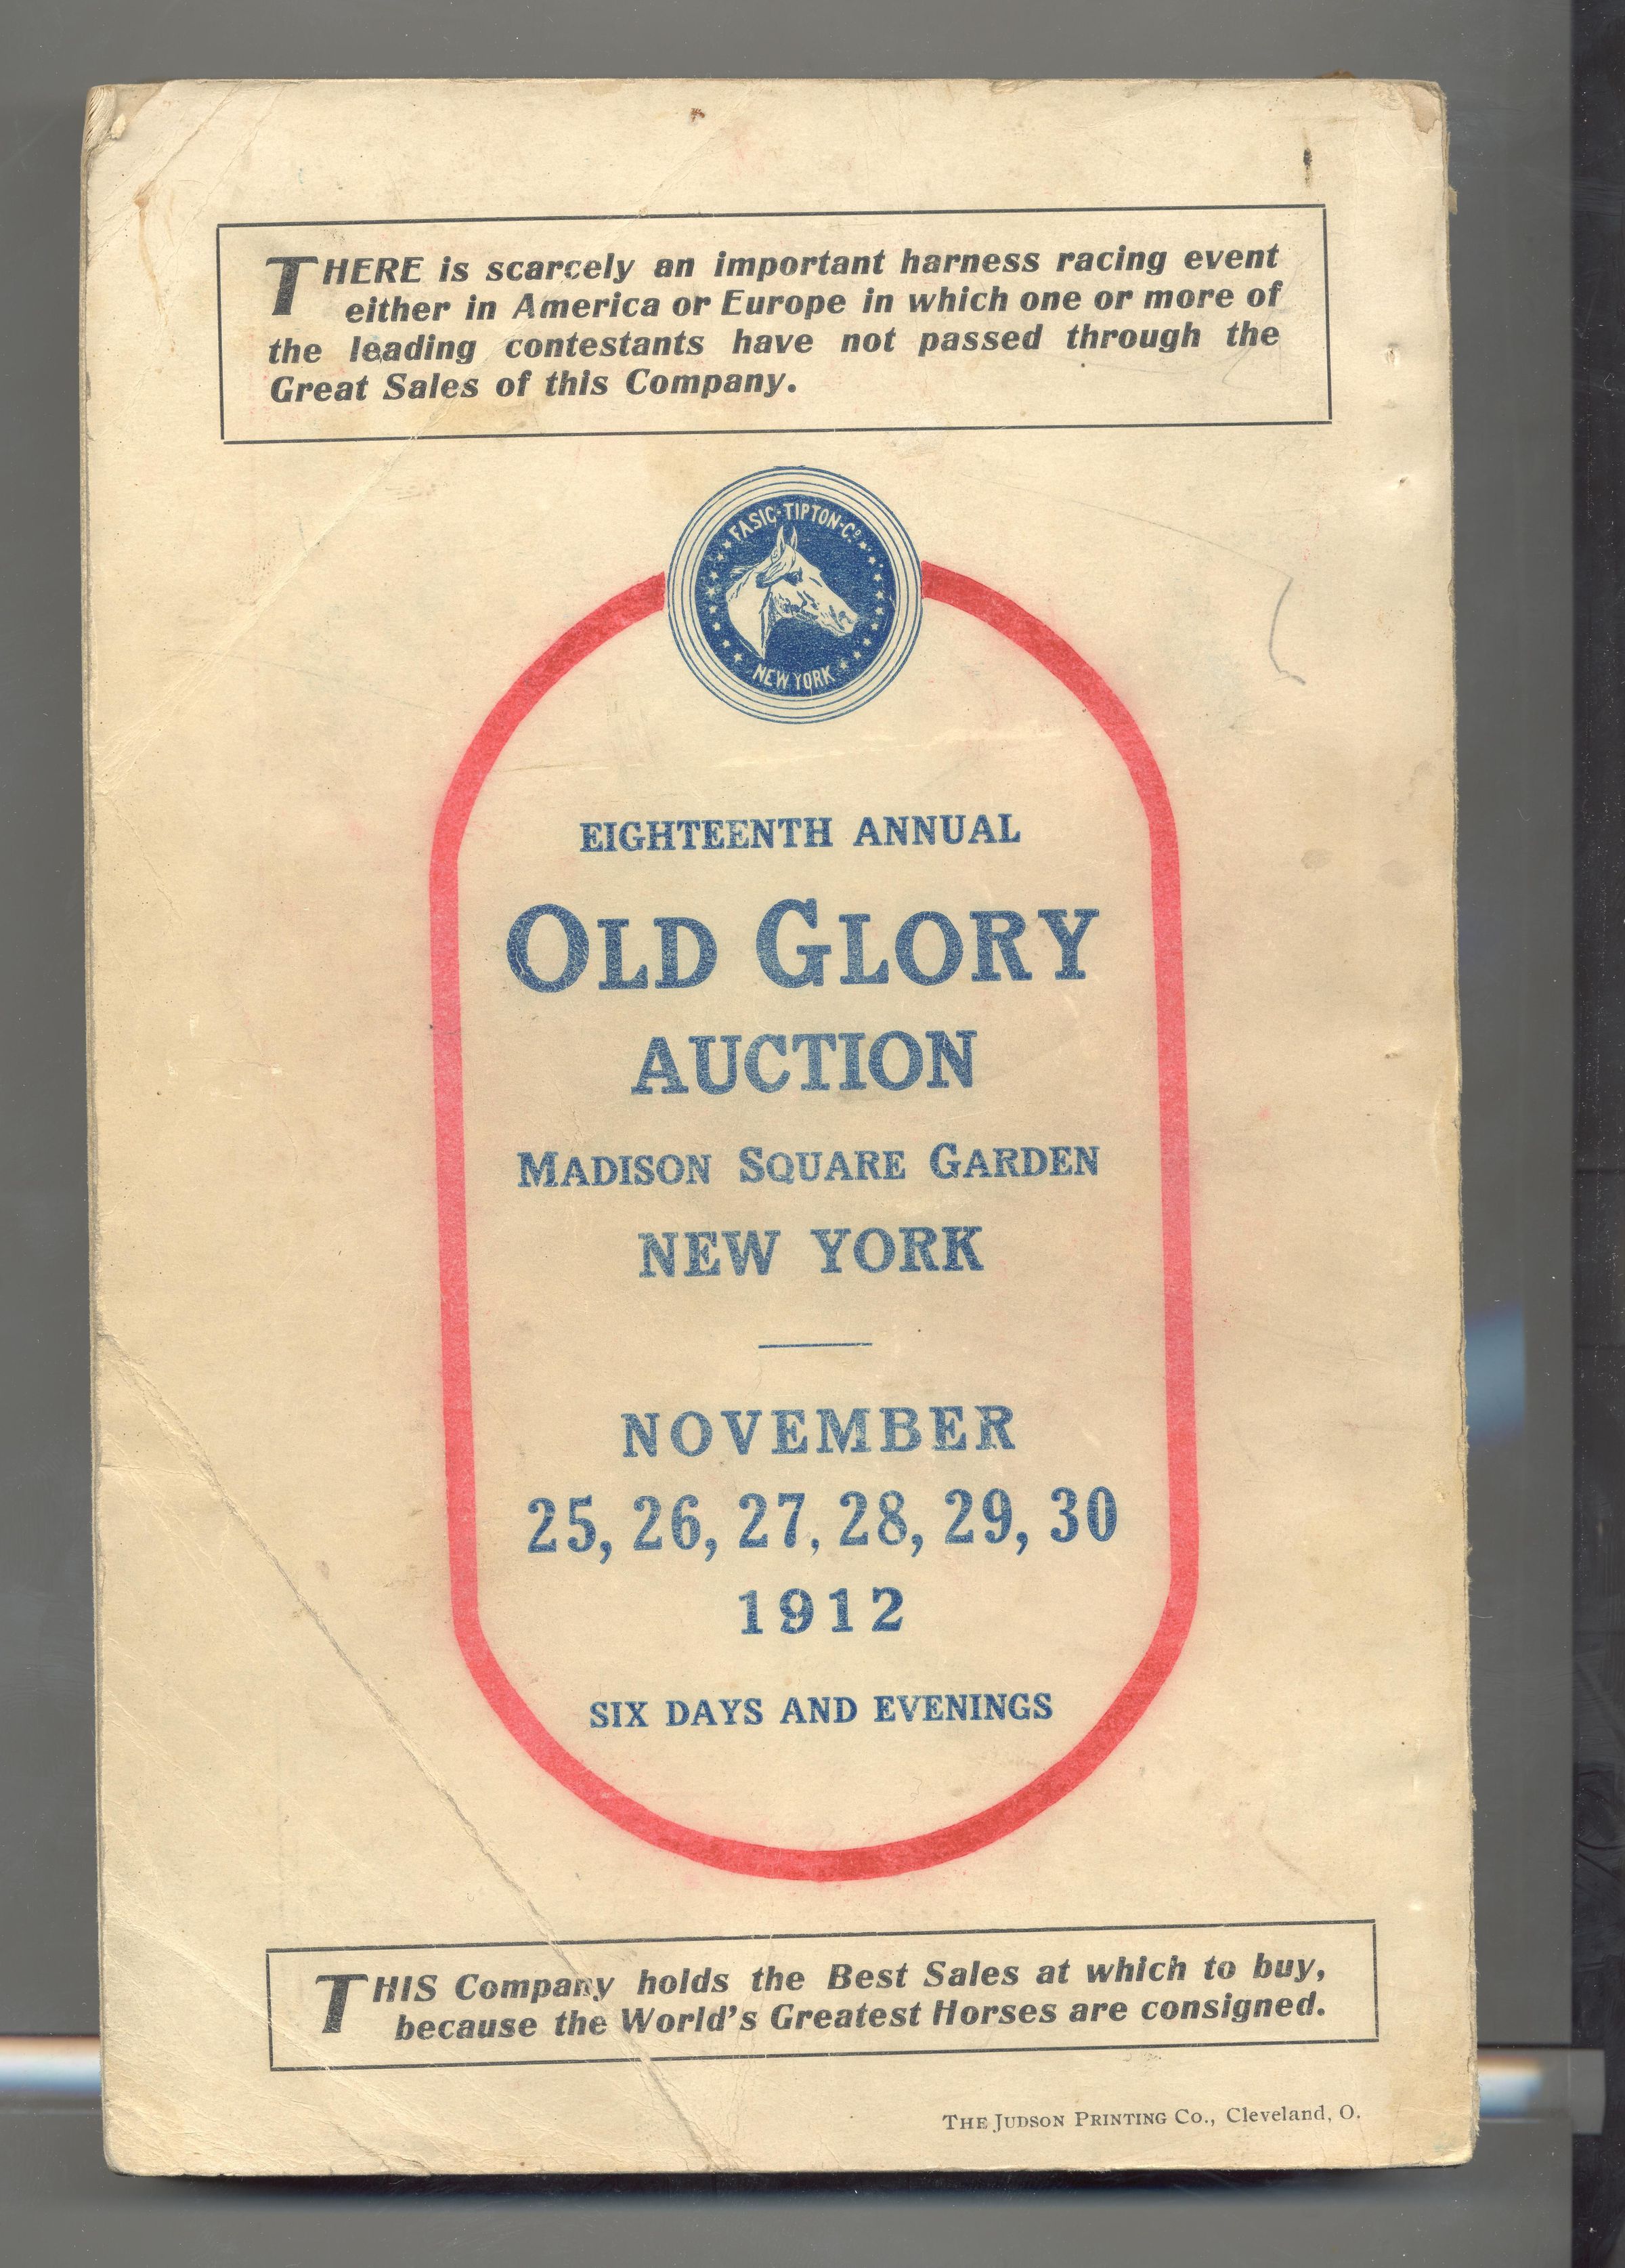 THERE is scarcely an important harness racing event
either in America or Europe in which one or more of
the leading contestants have not passed through the
Great Sales of this Company.
FASIG-TIPTON-Cº
NEW YORK
EIGHTEENTH ANNUAL
OLD GLORY
AUCTION
MADISON SQUARE GARDEN
NEW YORK
NOVEMBER
25, 26, 27, 28, 29, 30
1912
SIX DAYS AND EVENINGS
THIS Company holds the Best Sales at which to buy,
because the World's Greatest Horses are consigned.
THE JUDSON PRINTING CO., Cleveland, O.